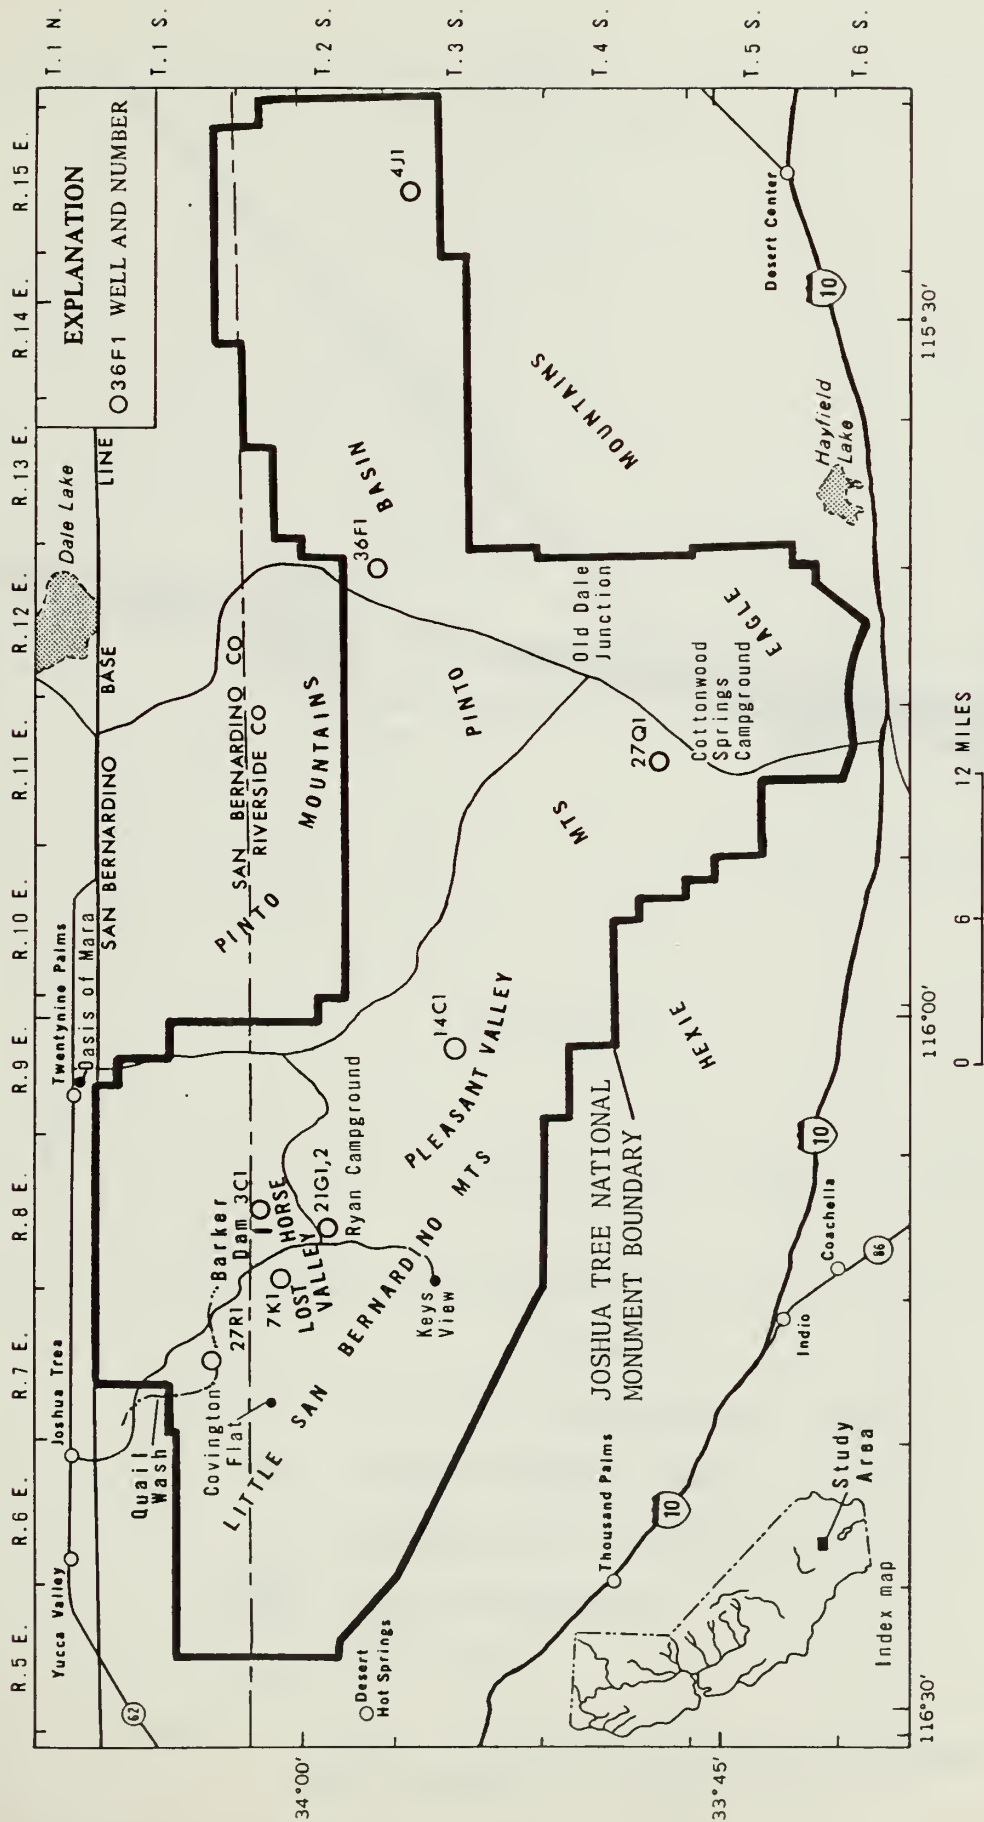 R.5 E.
R.6 E.
R.7 E.
R.8 E.
R.9 E.
R.10 E.
R.11 E.
R.12 E.
R.13 E.
R.14 E.
R.15 E.
T.1 N.
T.1 S.
T.2 S.
T.3 S.
T.4 S.
T.5 S.
T.6 S.
EXPLANATION
36F1 WELL AND NUMBER
Yucca Valley
62
Joshua Trea
Twentynine Palms
Oasis of Mara
Dale Lake
SAN BERNARDINO BASE LINE
SAN BERNARDINO CO
RIVERSIDE CO
PINTO MOUNTAINS
Quail
Wash
Covington
Flat
27R1
Barker
Dam
3C1
7K1
LOST HORSE
VALLEY
21G1,2
Ryan Campground
LITTLE SAN BERNARDINO MTS
Keys
View
PLEASANT VALLEY
14C1
36F1
PINTO BASIN
4J1
Old Dale
Junction
27Q1
Cottonwood
Springs
Campground
EAGLE MOUNTAINS
HEXIE MTS
JOSHUA TREE NATIONAL
MONUMENT BOUNDARY
Desert
Hot Springs
Thousand Palms
10
Indio
Coachella
86
10
Hayfield
Lake
10
Desert Center
Study
Area
Index map
34°00'
33°45'
116°30'
116°00'
115°30'
0 6 12 MILES